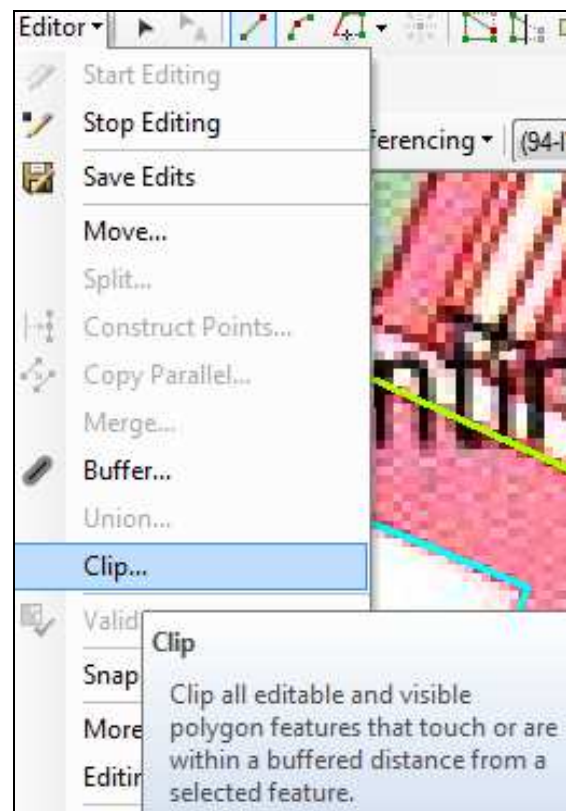 Editor
Start Editing
Stop Editing
ferencing (94-I
Save Edits
Move...
Split...
Construct Points...
Copy Parallel...
Merge...
Buffer...
Union...
Clip...
Valid
Clip
Snap
Clip all editable and visible
More
polygon features that touch or are
within a buffered distance from a
Editin
selected feature.